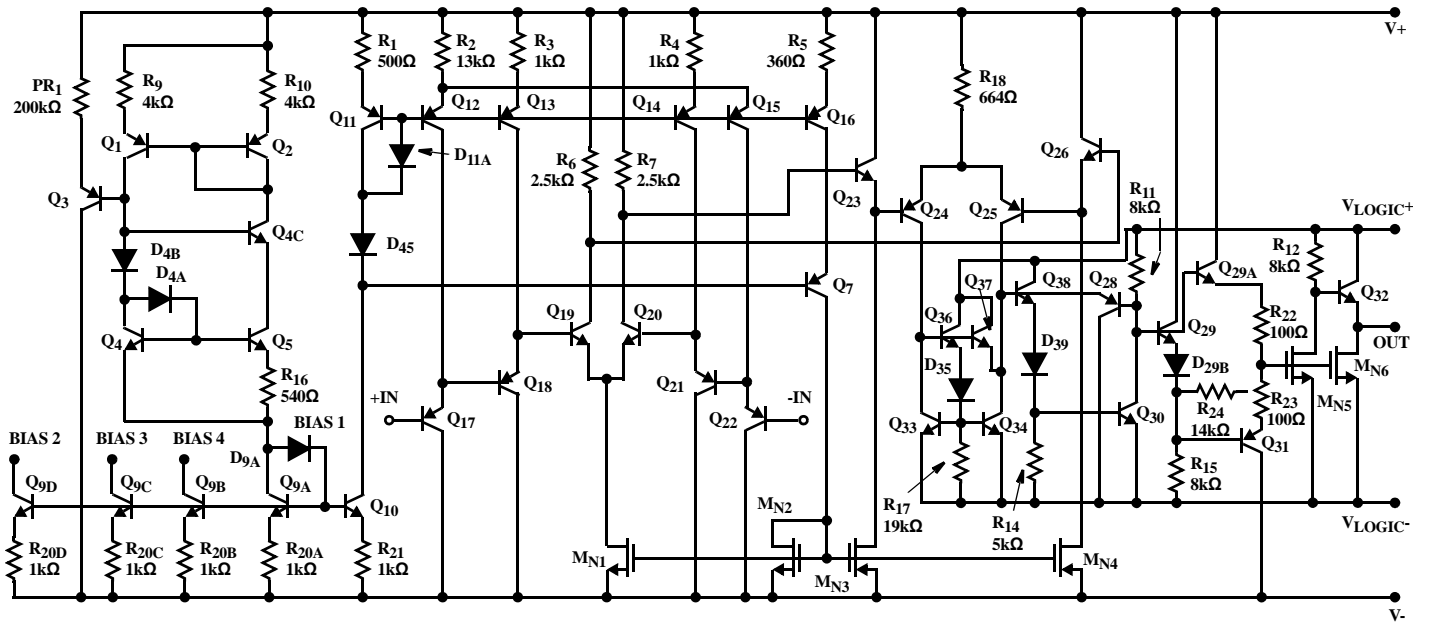 V+
PR1
200kΩ
R9
4kΩ
R10
4kΩ
R1
500Ω
R2
13kΩ
R3
1kΩ
R4
1kΩ
R5
360Ω
R18
664Ω
Q1
Q2
Q3
Q11
Q12
Q13
Q14
Q15
Q16
D11A
R6
2.5kΩ
R7
2.5kΩ
Q23
Q24
Q25
Q26
R11
8kΩ
VLOGIC+
Q4C
D4B
D4A
D45
Q7
Q4
Q5
R16
540Ω
Q19
Q20
Q18
Q21
Q22
Q17
+IN
-IN
Q36
Q37
Q38
Q28
D35
D39
Q33
Q34
Q30
Q29A
Q29
R22
100Ω
D29B
R12
8kΩ
Q32
OUT
MN5
MN6
R23
100Ω
R24
14kΩ
Q31
R15
8kΩ
R17
19kΩ
R14
5kΩ
VLOGIC-
BIAS 2
BIAS 3
BIAS 4
BIAS 1
D9A
Q9D
Q9C
Q9B
Q9A
Q10
R20D
1kΩ
R20C
1kΩ
R20B
1kΩ
R20A
1kΩ
R21
1kΩ
MN1
MN2
MN3
MN4
V-